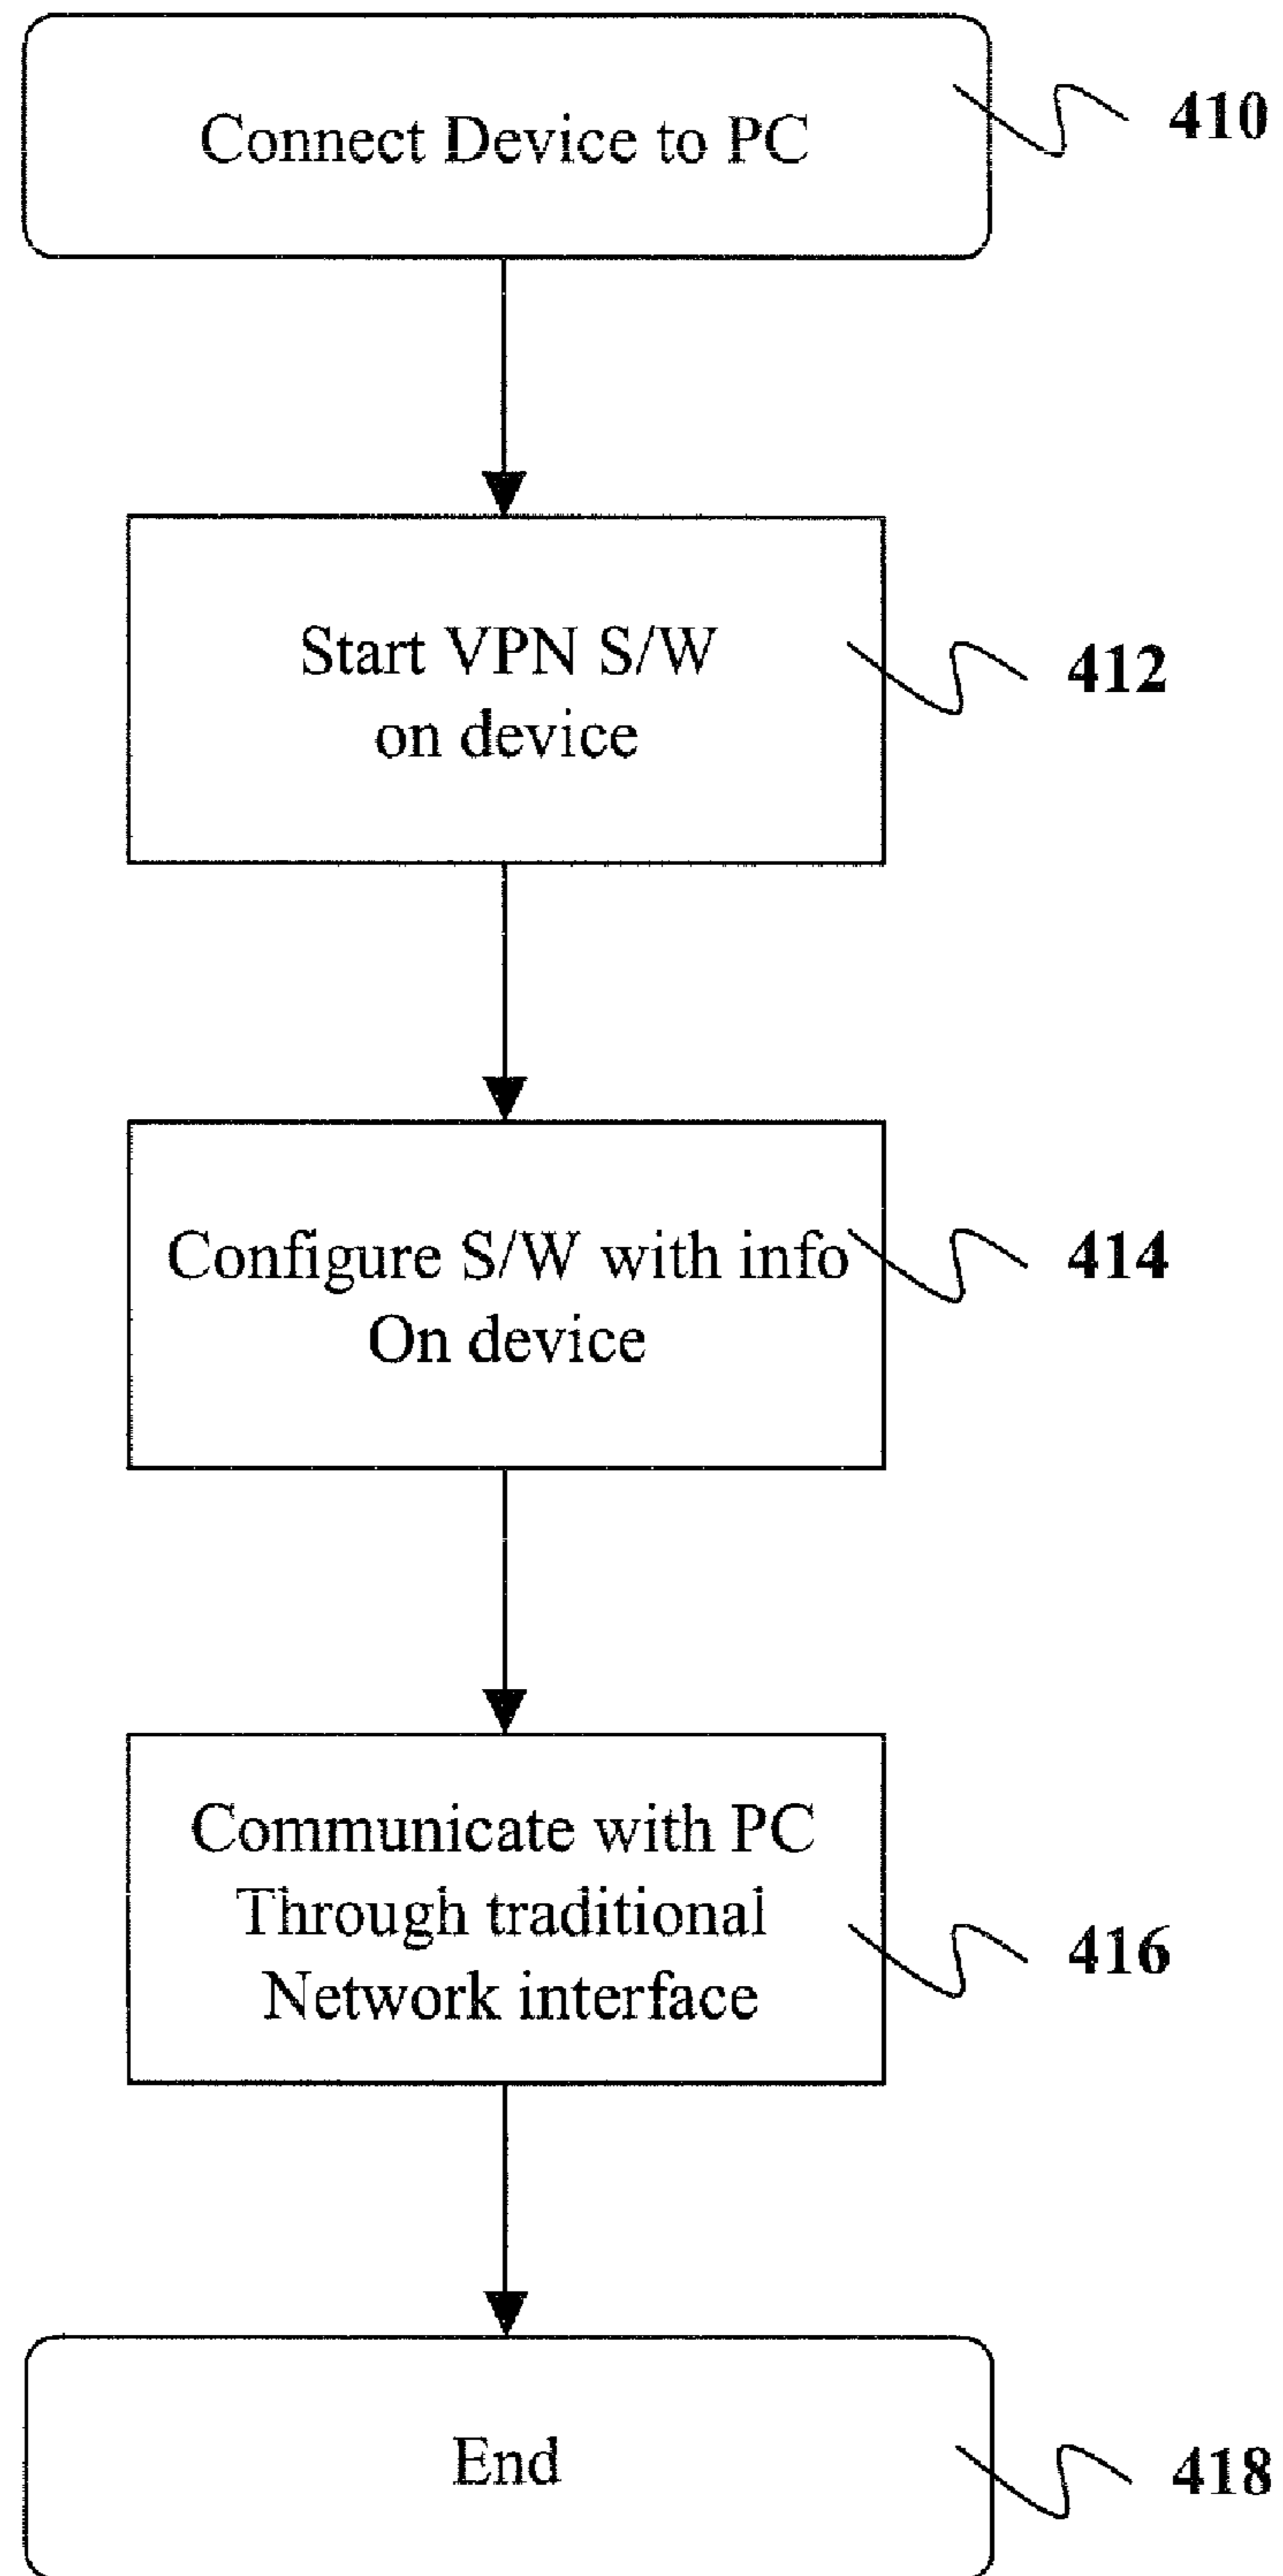 Connect Device to PC
410
Start VPN S/W
on device
412
Configure S/W with info
On device
414
Communicate with PC
Through traditional
Network interface
416
End
418